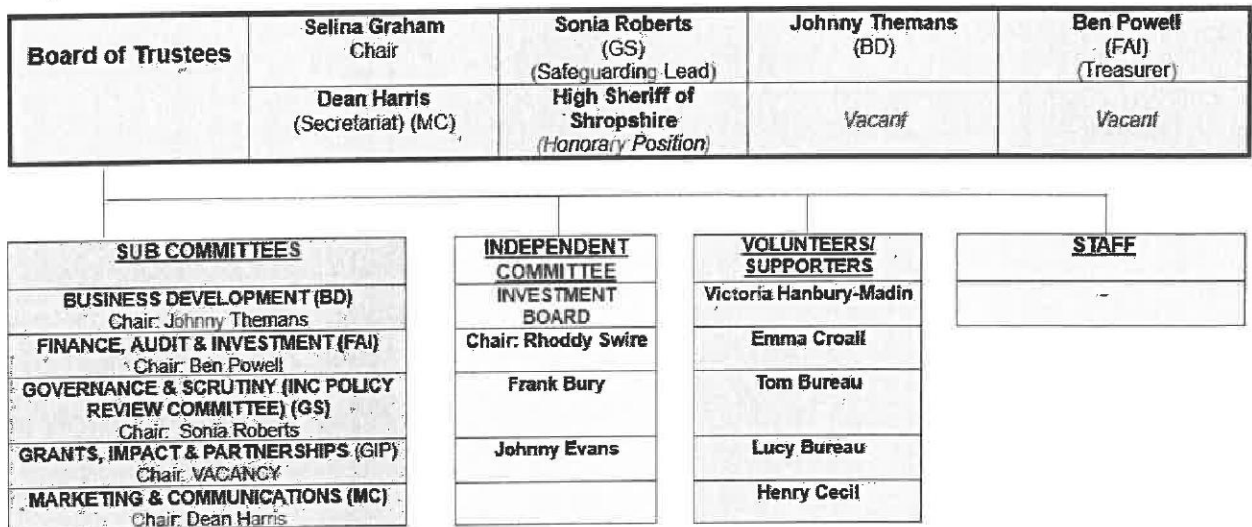 Board of Trustees
Selina Graham
Chair
Sonia Roberts
(GS)
(Safeguarding Lead)
Johnny Themans
(BD)
Ben Powell
(FAI)
(Treasurer)
Dean Harris
(Secretariat) (MC)
High Sheriff of
Shropshire
(Honorary Position)
Vacant
Vacant
SUB COMMITTEES
BUSINESS DEVELOPMENT (BD)
Chair: Johnny Themans
FINANCE, AUDIT & INVESTMENT (FAI)
Chair: Ben Powell
GOVERNANCE & SCRUTINY (INC POLICY
REVIEW COMMITTEE) (GS)
Chair: Sonia Roberts
GRANTS, IMPACT & PARTNERSHIPS (GIP)
Chair: VACANCY
MARKETING & COMMUNICATIONS (MC)
Chair: Dean Harris
INDEPENDENT
COMMITTEE
INVESTMENT
BOARD
Chair: Rhoddy Swire
Frank Bury
Johnny Evans
VOLUNTEERS/
SUPPORTERS
Victoria Hanbury-Madin
Emma Croall
Tom Bureau
Lucy Bureau
Henry Cecil
STAFF